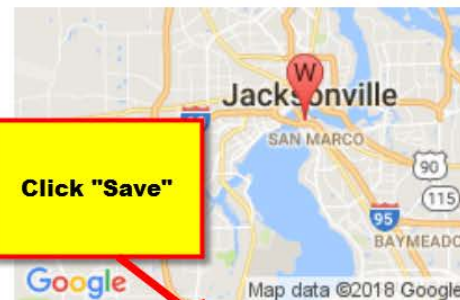 W
Jacksonville
SAN MARCO
90
115
Click "Save"
95
BAYMEADO
Google
Map data ©2018 Google